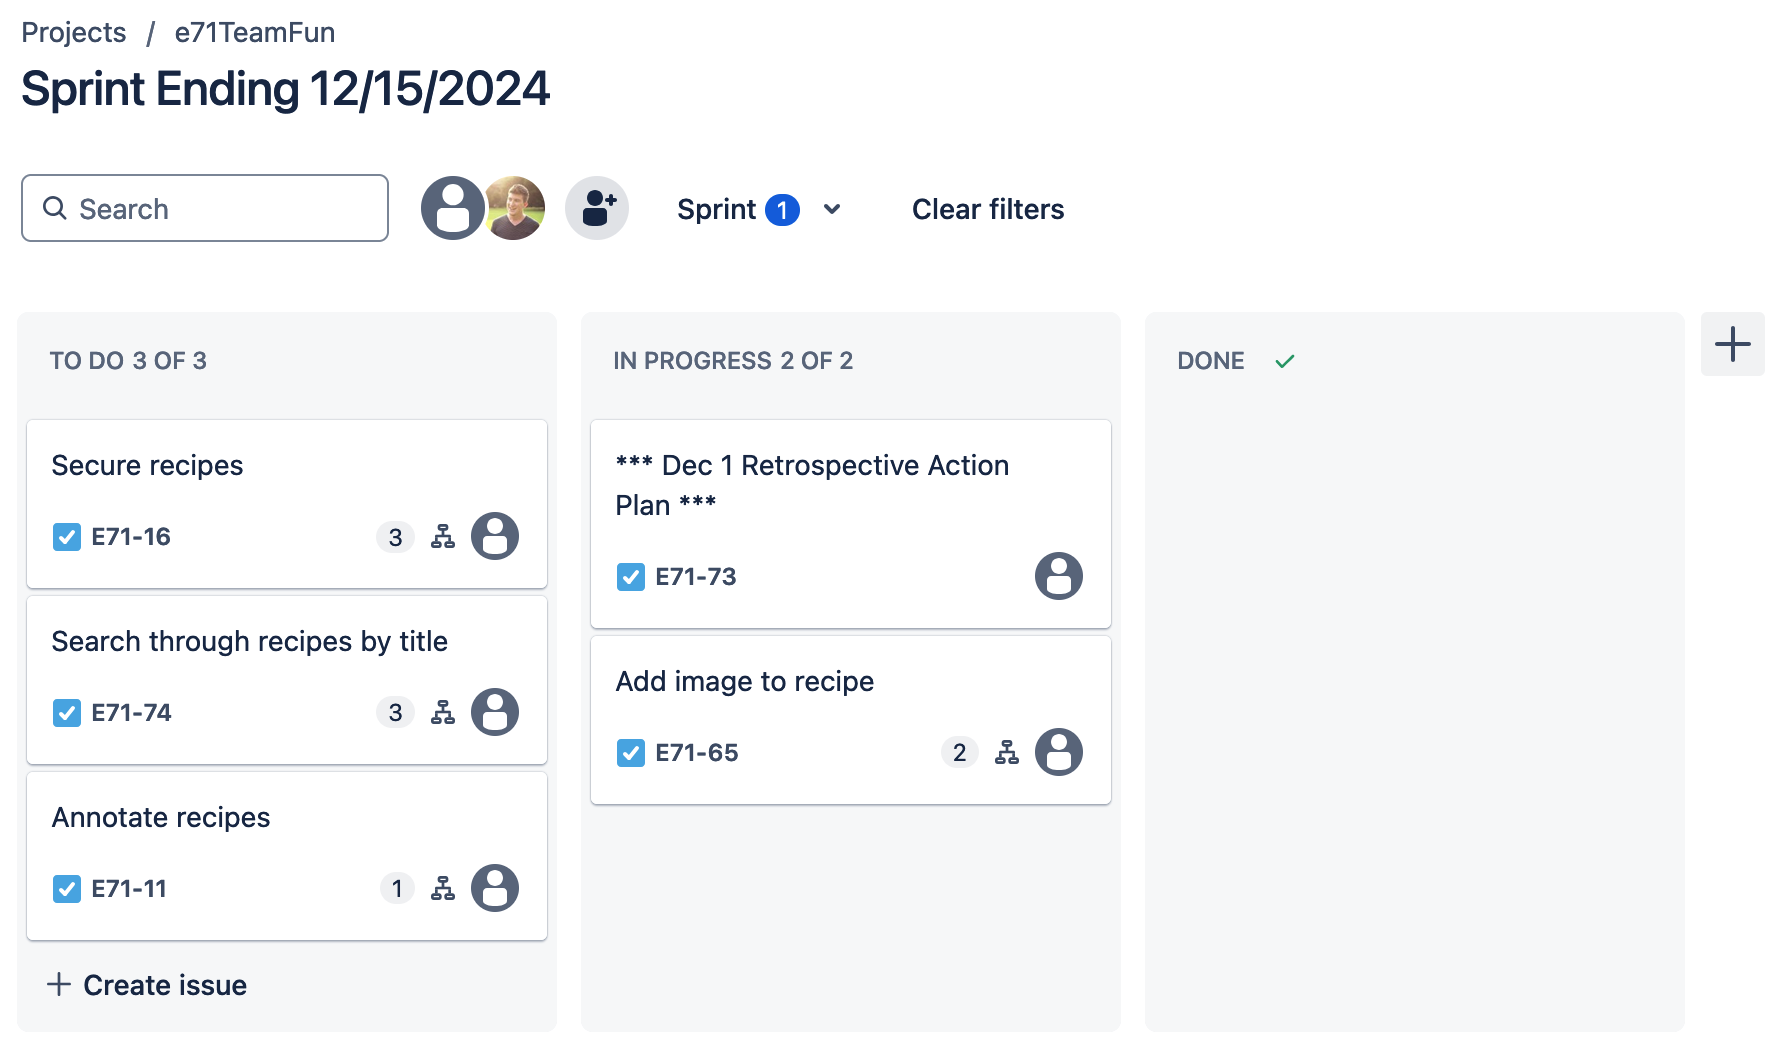 Projects / e71TeamFun
Sprint Ending 12/15/2024
Search
Sprint 1
Clear filters
TO DO 3 OF 3
Secure recipes
E71-16 3
Search through recipes by title
E71-74 3
Annotate recipes
E71-11 1
+ Create issue
IN PROGRESS 2 OF 2
*** Dec 1 Retrospective Action
Plan ***
E71-73
Add image to recipe
E71-65 2
DONE